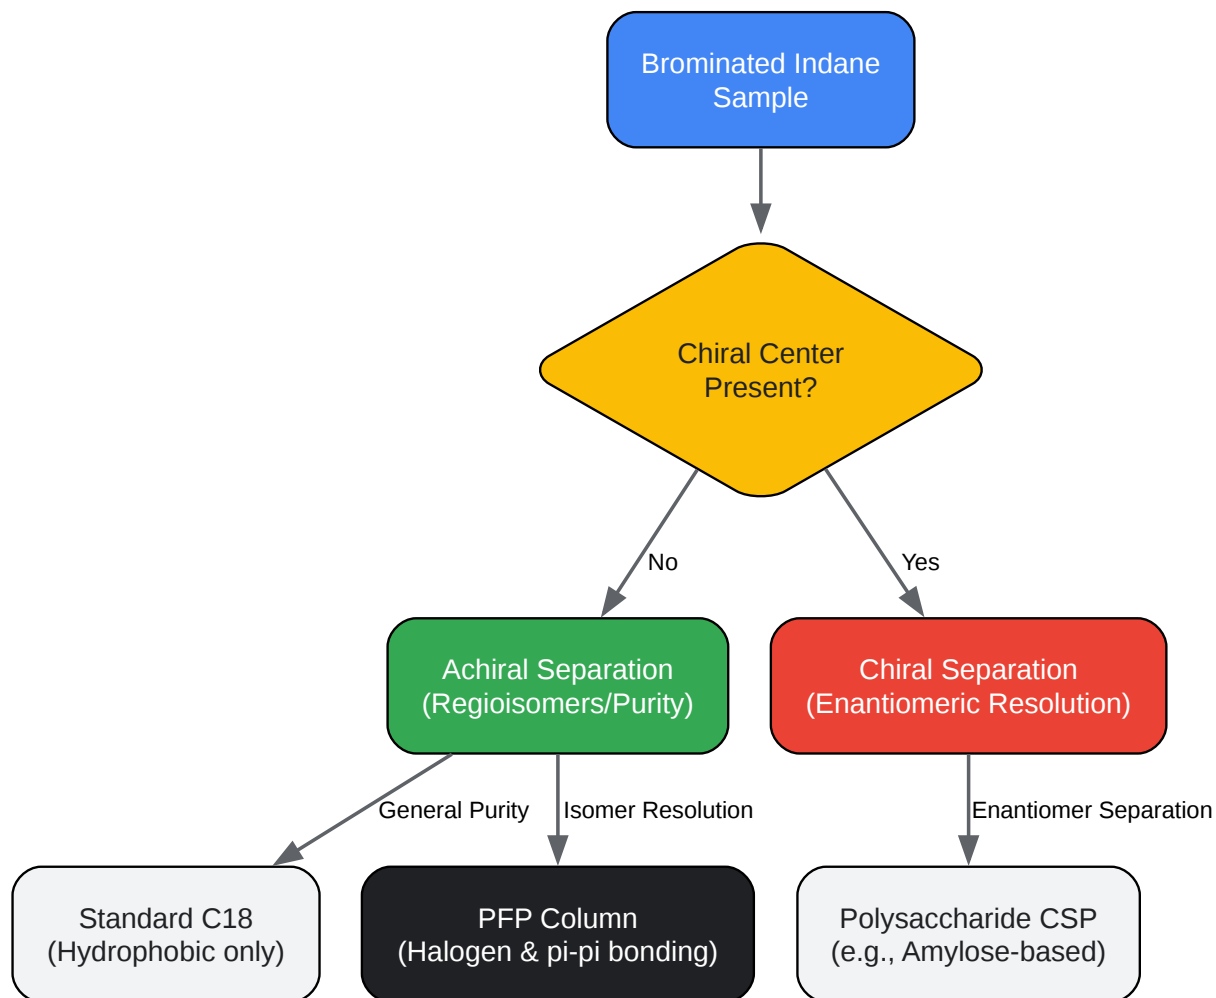 Brominated Indane
Sample
Chiral Center
Present?
No
Yes
Achiral Separation
(Regioisomers/Purity)
Chiral Separation
(Enantiomeric Resolution)
General Purity
Isomer Resolution
Enantiomer Separation
Standard C18
(Hydrophobic only)
PFP Column
(Halogen & pi-pi bonding)
Polysaccharide CSP
(e.g., Amylose-based)